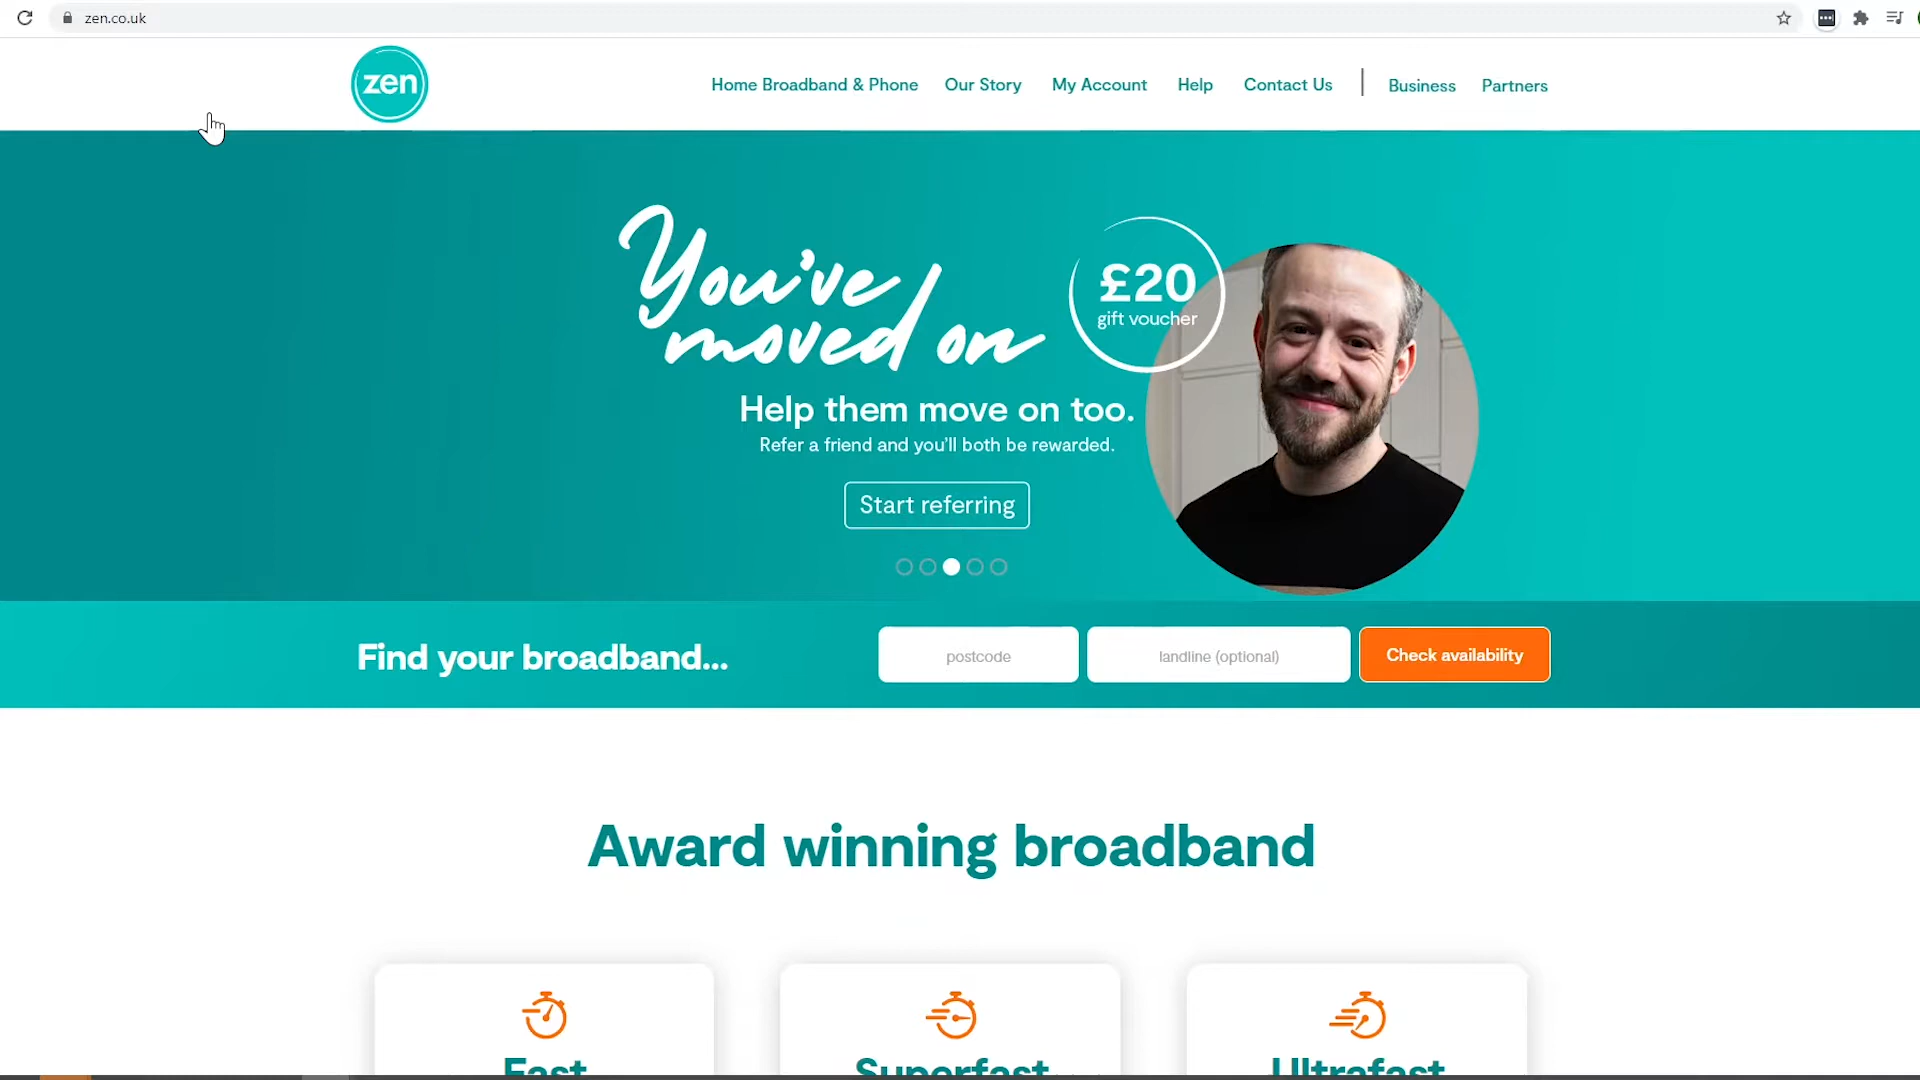 zen.co.uk
zen
Home Broadband & Phone Our Story My Account Help Contact Us Business Partners
You've
moved on
£20
gift voucher
Help them move on too.
Refer a friend and you'll both be rewarded.
Start referring
Find your broadband...
postcode
landline (optional)
Check availability
Award winning broadband
Fast
Superfast
Ultrafast